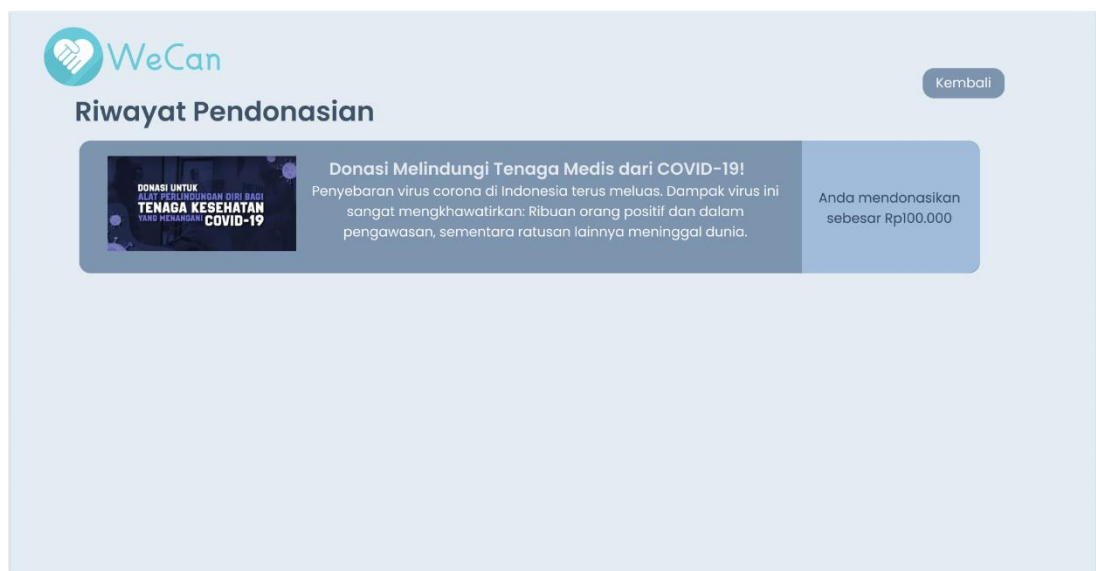 WeCan
Kembali
Riwayat Pendonasian
DONASI UNTUK
ALAT PERLINDUNGAN DIRI BAGI
TENAGA KESEHATAN
YANG MENANGANI COVID-19
Donasi Melindungi Tenaga Medis dari COVID-19!
Penyebaran virus corona di Indonesia terus meluas. Dampak virus ini
sangat mengkhawatirkan: Ribuan orang positif dan dalam
pengawasan, sementara ratusan lainnya meninggal dunia.
Anda mendonasikan
sebesar Rp100.000